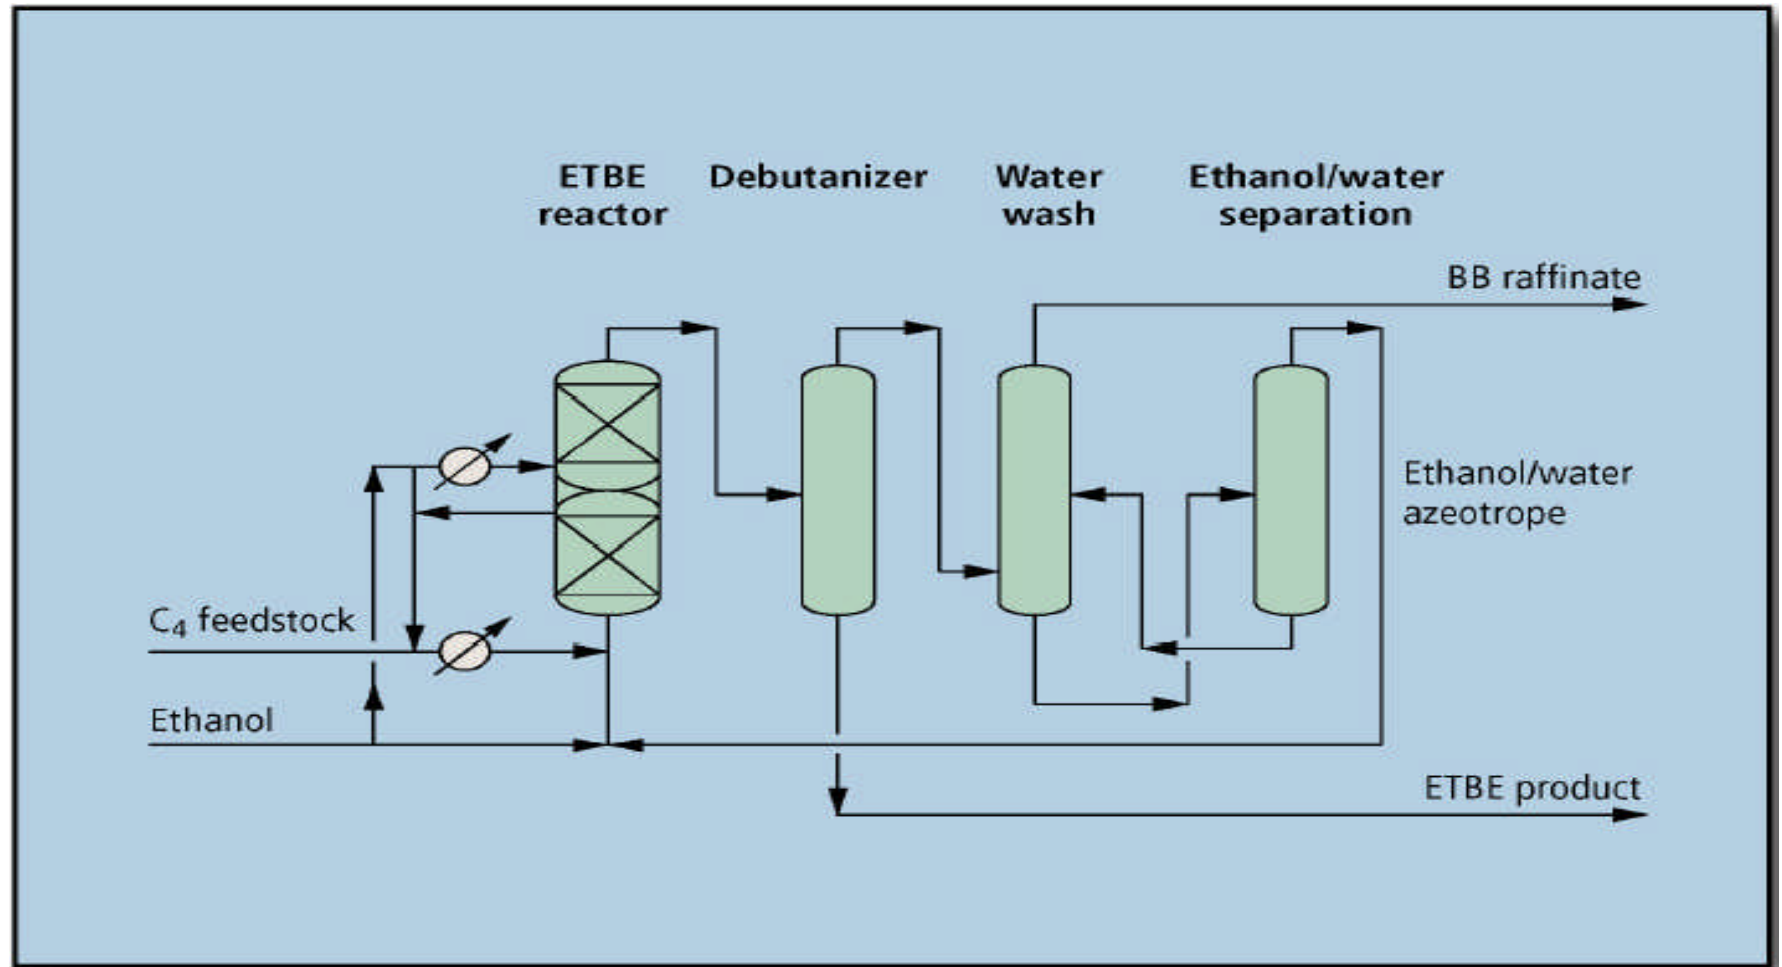 ETBE
reactor
Debutanizer
Water
wash
Ethanol/water
separation
BB raffinate
Ethanol/water
azeotrope
C₄ feedstock
Ethanol
ETBE product